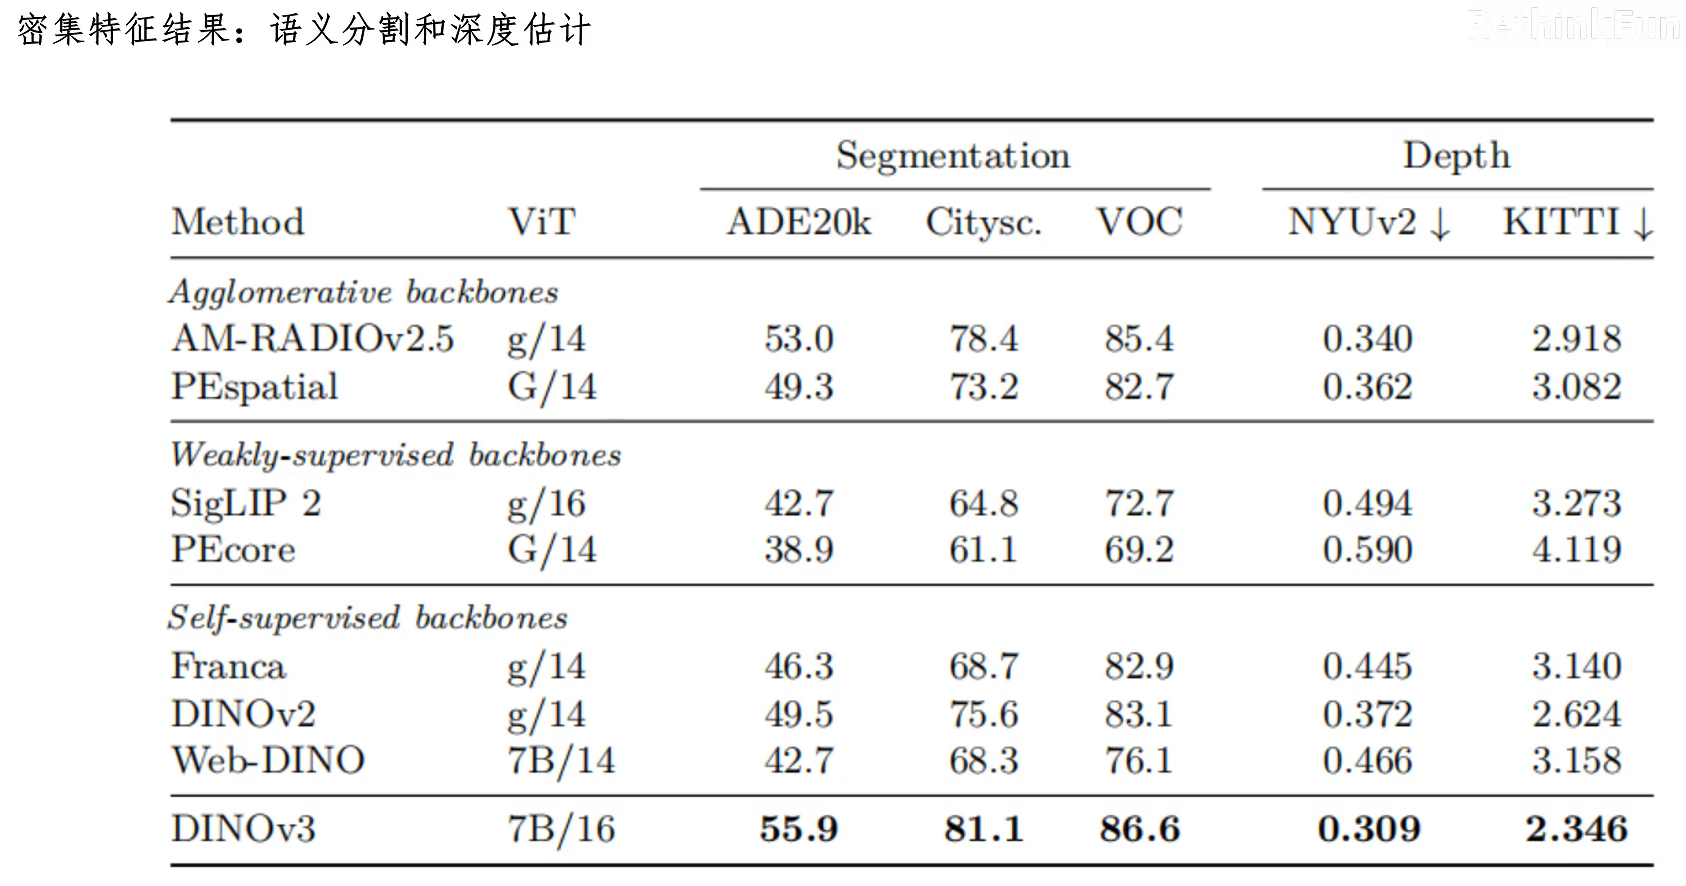 密集特征结果：语义分割和深度估计
RethinkFun
Segmentation Depth
Method ViT ADE20k Citysc. VOC NYUv2 ↓ KITTI ↓
Agglomerative backbones
AM-RADIOv2.5 g/14 53.0 78.4 85.4 0.340 2.918
PEspatial G/14 49.3 73.2 82.7 0.362 3.082
Weakly-supervised backbones
SigLIP 2 g/16 42.7 64.8 72.7 0.494 3.273
PEcore G/14 38.9 61.1 69.2 0.590 4.119
Self-supervised backbones
Franca g/14 46.3 68.7 82.9 0.445 3.140
DINOv2 g/14 49.5 75.6 83.1 0.372 2.624
Web-DINO 7B/14 42.7 68.3 76.1 0.466 3.158
DINOv3 7B/16 55.9 81.1 86.6 0.309 2.346